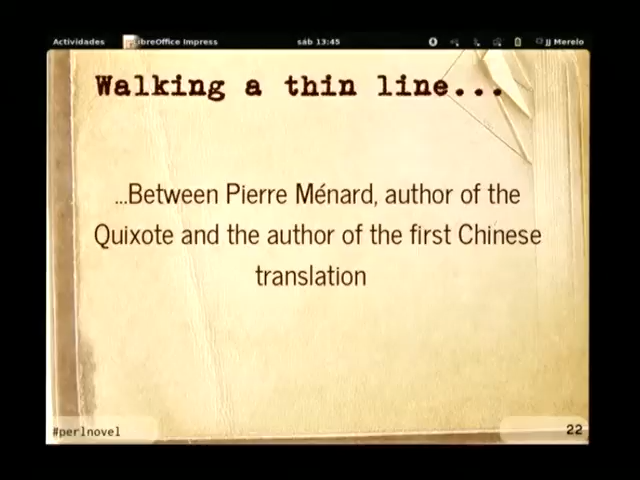 Actividades LibreOffice Impress sáb 13:45 JJ Merelo
Walking a thin line...
...Between Pierre Ménard, author of the
Quixote and the author of the first Chinese
translation
#perlnovel 22